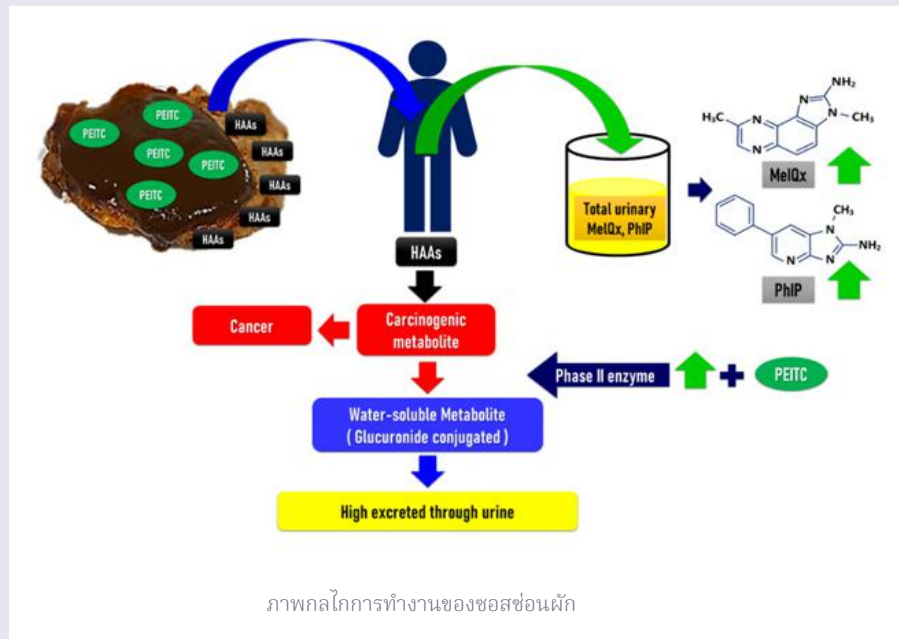 PEITC
PEITC
PEITC
PEITC
PEITC
HAAs
HAAs
HAAs
HAAs
HAAs
HAAs
Total urinary
MelQx, PhIP
NH₂
N
N
CH₃
H₃C
N
N
MelQx
CH₃
N
NH₂
N
N
PhIP
Cancer
Carcinogenic
metabolite
Phase II enzyme
PEITC
Water-soluble Metabolite
( Glucuronide conjugated )
High excreted through urine
ภาพกลไกการทำงานของซอสซ่อนผัก